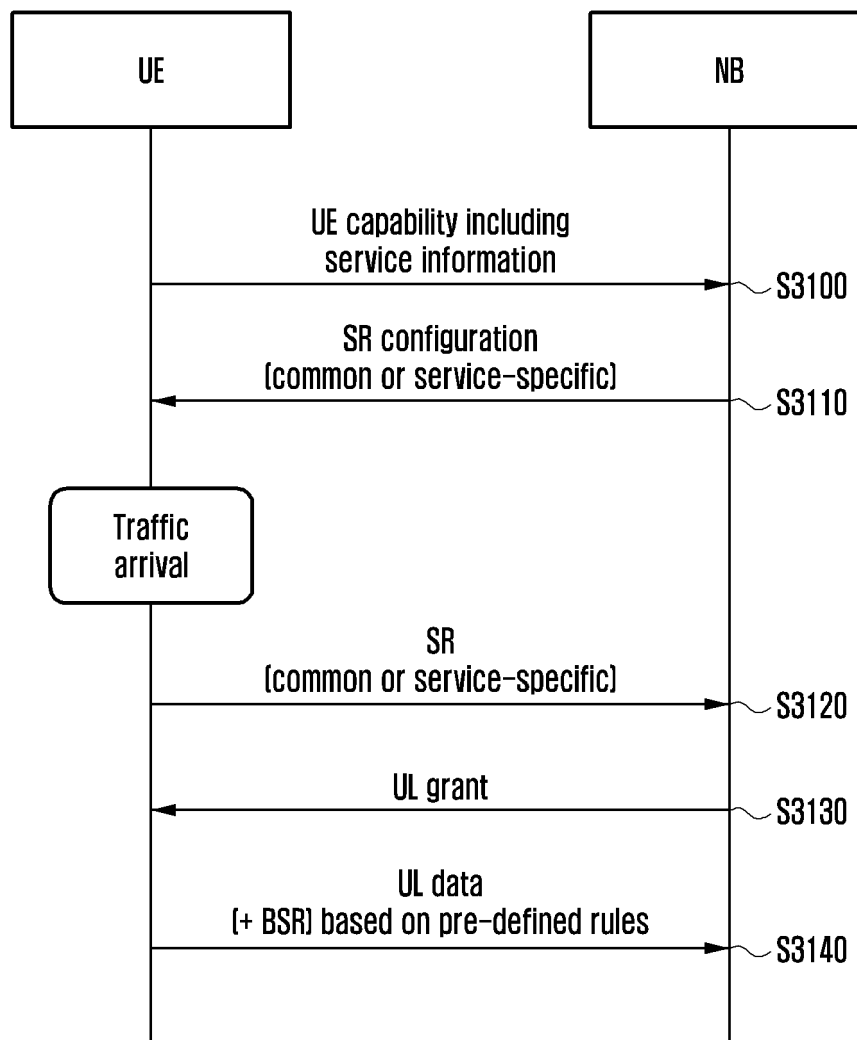 UE
NB
UE capability including
service information
S3100
SR configuration
(common or service-specific)
S3110
Traffic
arrival
SR
(common or service-specific)
S3120
UL grant
S3130
UL data
(+ BSR) based on pre-defined rules
S3140